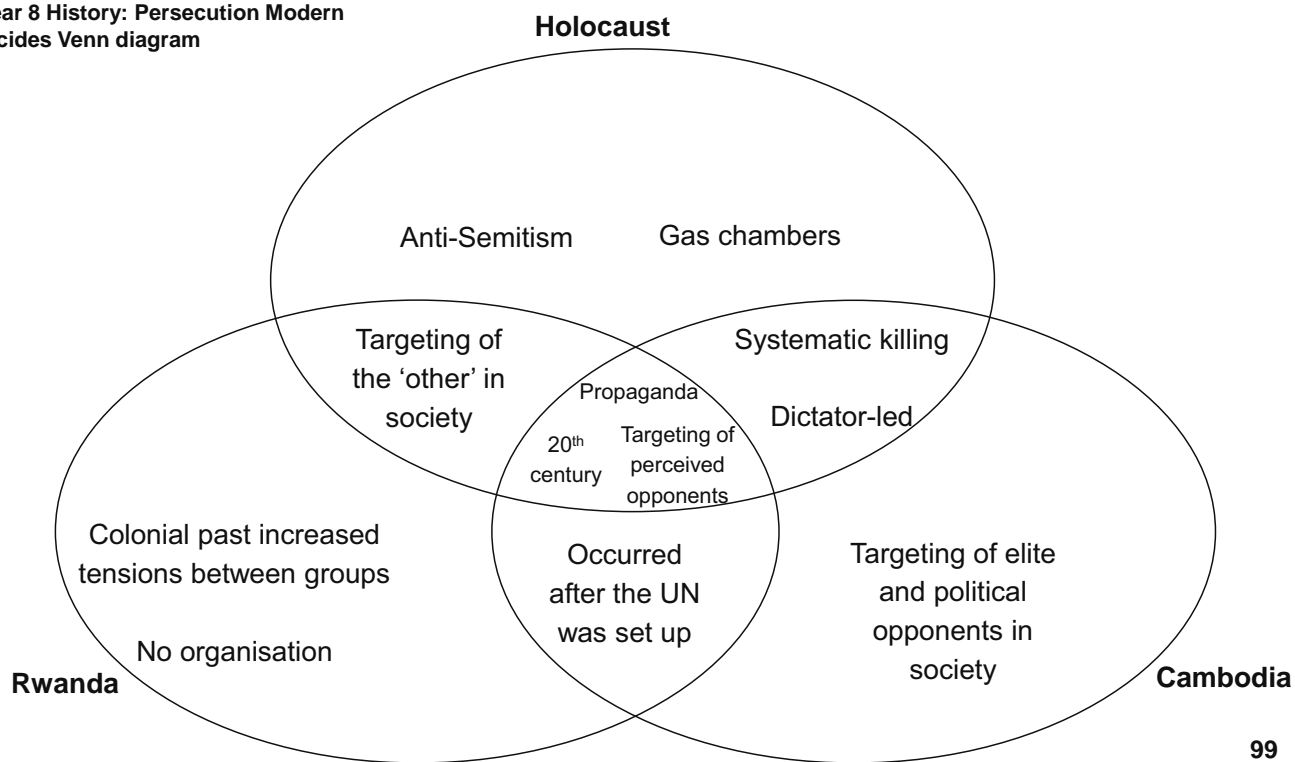 ear 8 History: Persecution Modern
cides Venn diagram
Holocaust
Anti-Semitism
Gas chambers
Targeting of
the ‘other’ in
society
Systematic killing
Dictator-led
Propaganda
20th
century
Targeting of
perceived
opponents
Colonial past increased
tensions between groups
No organisation
Rwanda
Occurred
after the UN
was set up
Targeting of elite
and political
opponents in
society
Cambodia
99